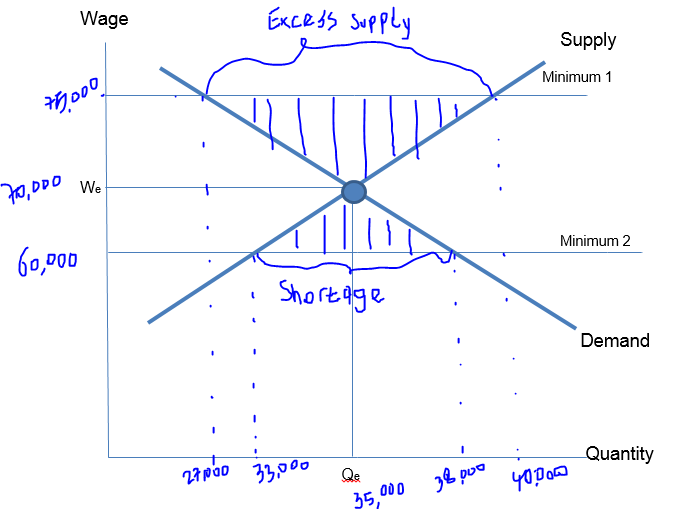 Wage
Excess supply
Supply
Minimum 1
75,000
70,000
We
Minimum 2
60,000
Shortage
Demand
Quantity
27,000
33,000
Qe
35,000
38,000
40,000